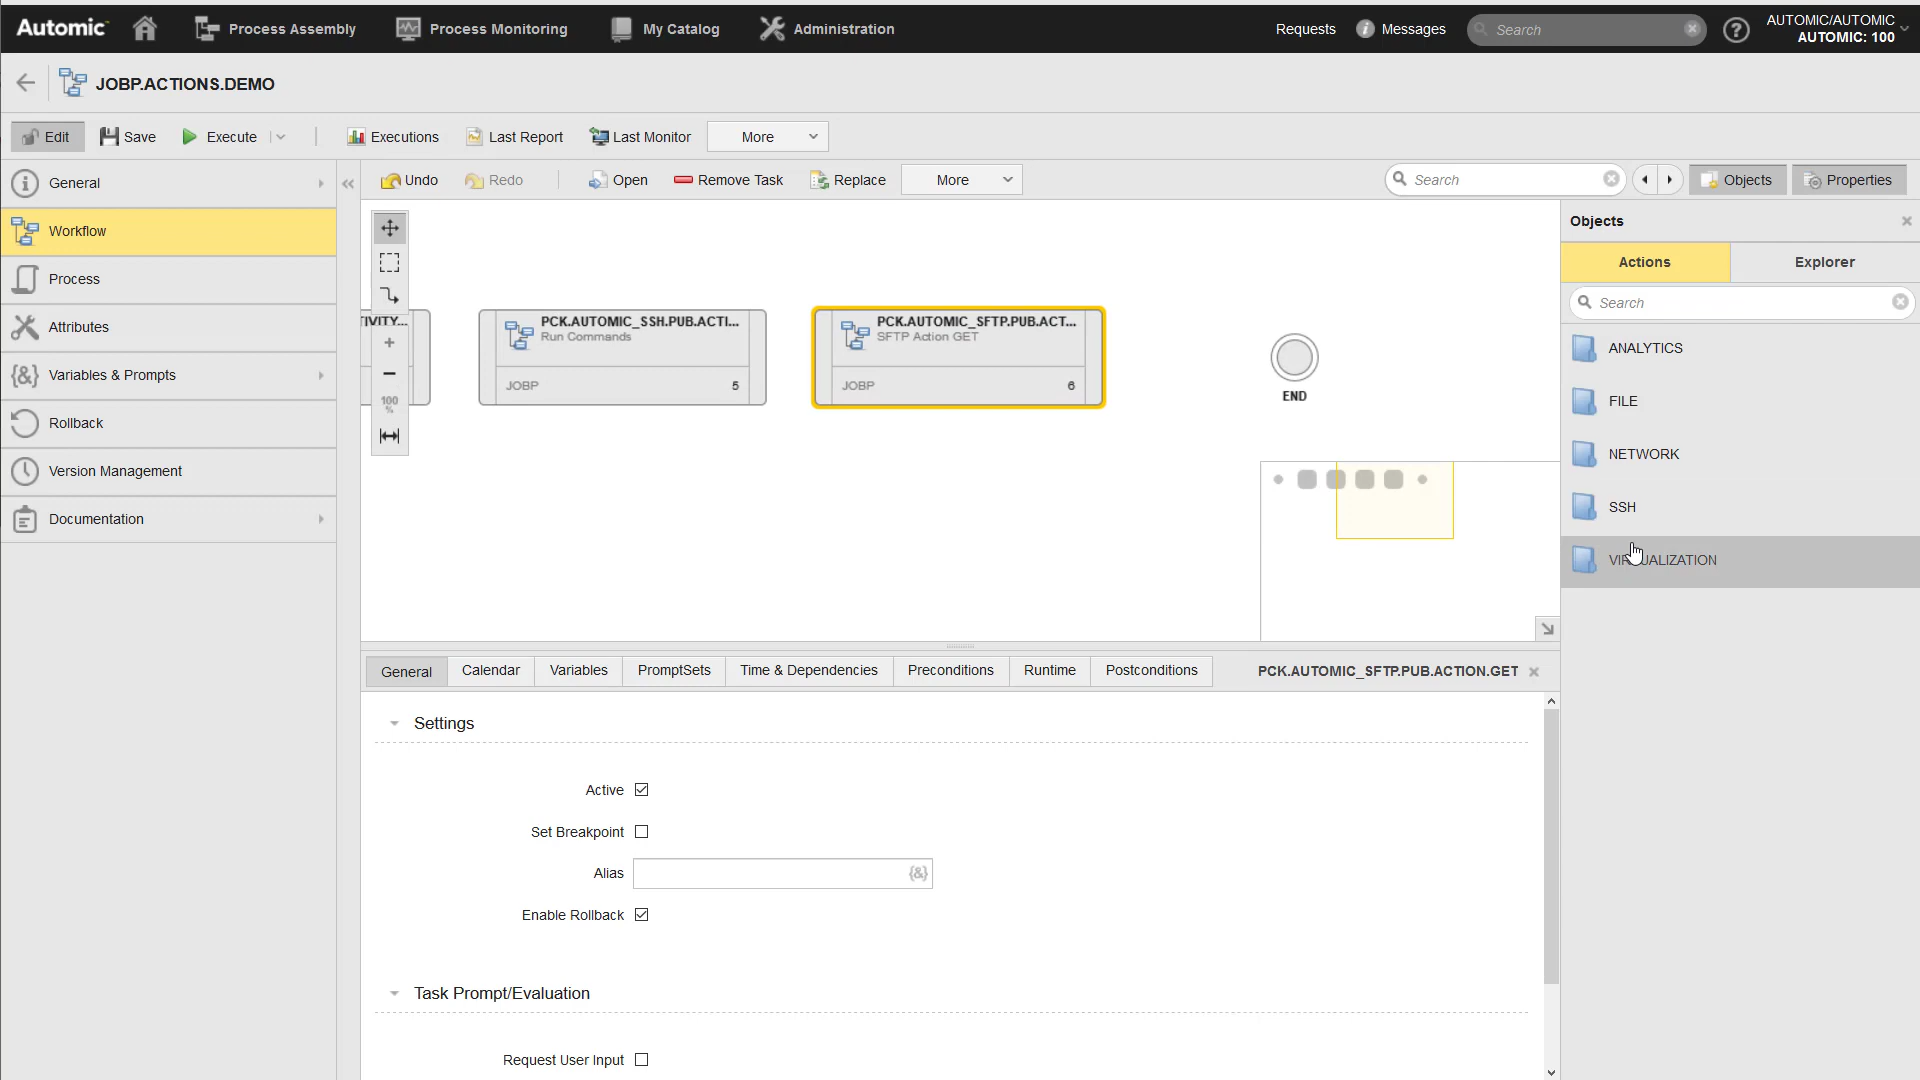 Automic
Process Assembly
Process Monitoring
My Catalog
Administration
Requests
Messages
Search
AUTOMIC/AUTOMIC
AUTOMIC: 100
JOBP.ACTIONS.DEMO
Edit
Save
Execute
Executions
Last Report
Last Monitor
More
General
Workflow
Process
Attributes
Variables & Prompts
Rollback
Version Management
Documentation
Undo
Redo
Open
Remove Task
Replace
More
Search
Objects
Properties
100
%
PCK.AUTOMIC_SSH.PUB.ACTI...
Run Commands
JOBP
5
PCK.AUTOMIC_SFTP.PUB.ACT...
SFTP Action GET
JOBP
6
END
Objects
Actions
Explorer
Search
ANALYTICS
FILE
NETWORK
SSH
General
Calendar
Variables
PromptSets
Time & Dependencies
Preconditions
Runtime
Postconditions
PCK.AUTOMIC_SFTP.PUB.ACTION.GET
Settings
Active
Set Breakpoint
Alias
{&}
Enable Rollback
Task Prompt/Evaluation
Request User Input